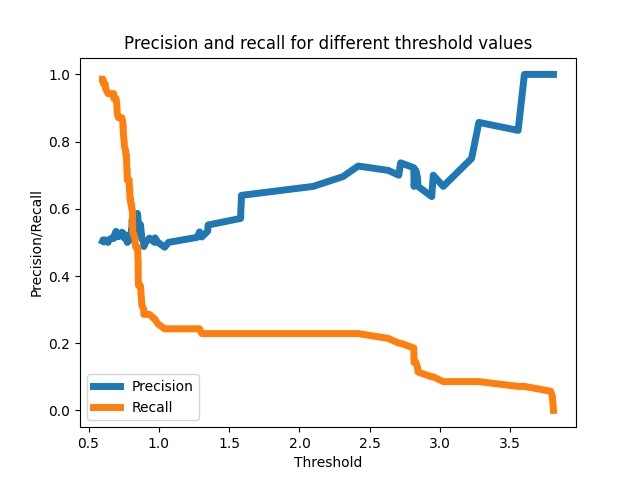 Precision and recall for different threshold values
1.0
0.8
0.6
0.4
0.2
0.0
Precision/Recall
Precision
Recall
0.5 1.0 1.5 2.0 2.5 3.0 3.5
Threshold